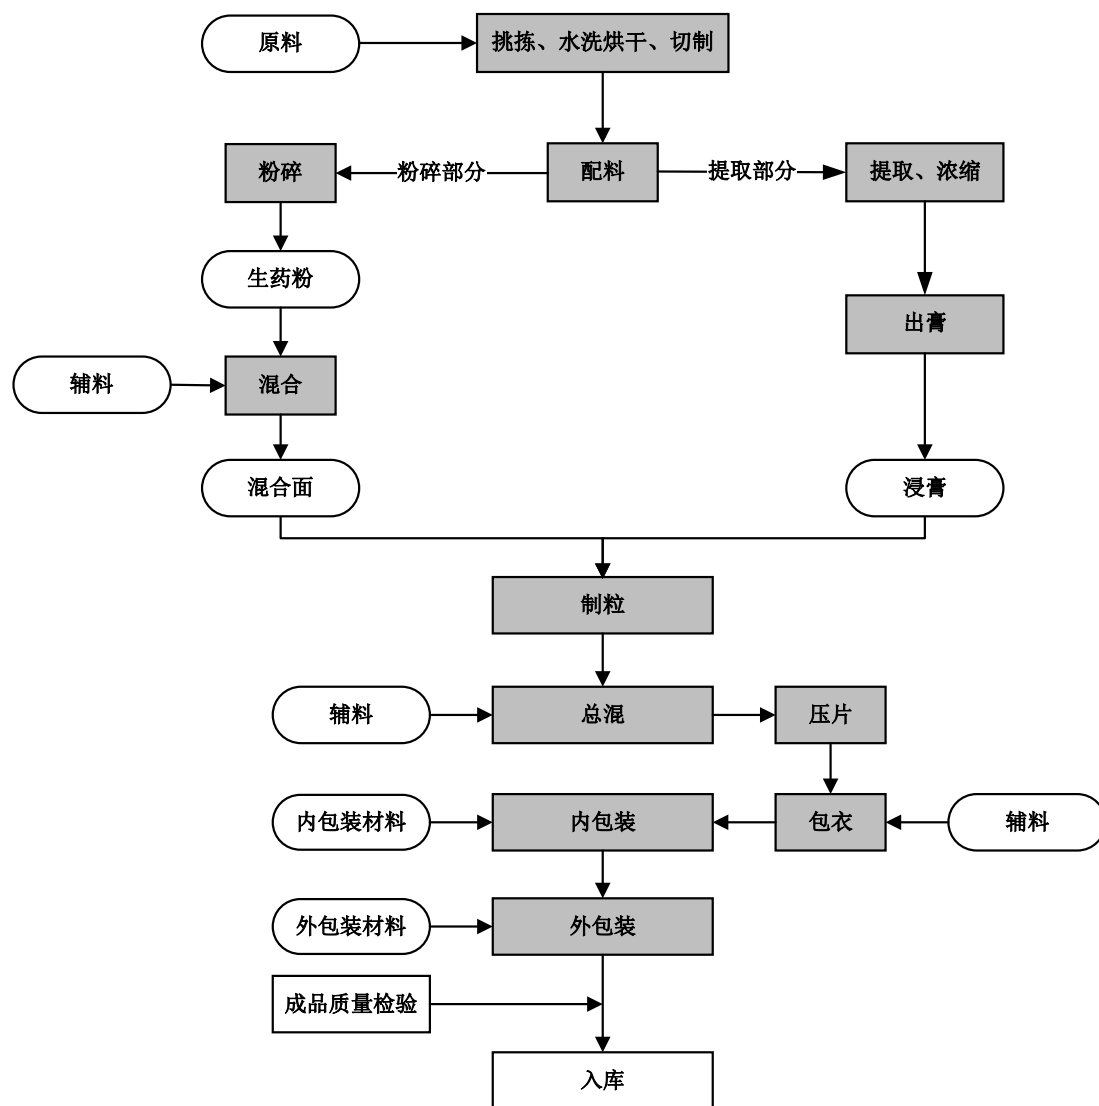 原料
挑拣、水洗烘干、切制
粉碎
粉碎部分
配料
提取部分
提取、浓缩
生药粉
出膏
辅料
混合
混合面
浸膏
制粒
辅料
总混
压片
内包装材料
内包装
包衣
辅料
外包装材料
外包装
成品质量检验
入库